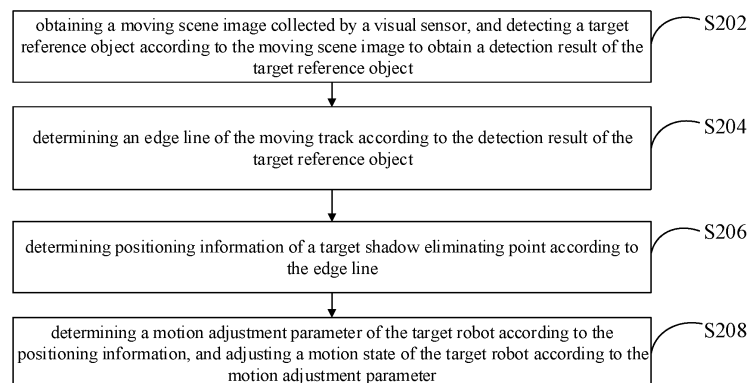 obtaining a moving scene image collected by a visual sensor, and detecting a target
reference object according to the moving scene image to obtain a detection result of the
target reference object
S202
determining an edge line of the moving track according to the detection result of the
target reference object
S204
determining positioning information of a target shadow eliminating point according to
the edge line
S206
determining a motion adjustment parameter of the target robot according to the
positioning information, and adjusting a motion state of the target robot according to the
motion adjustment parameter
S208